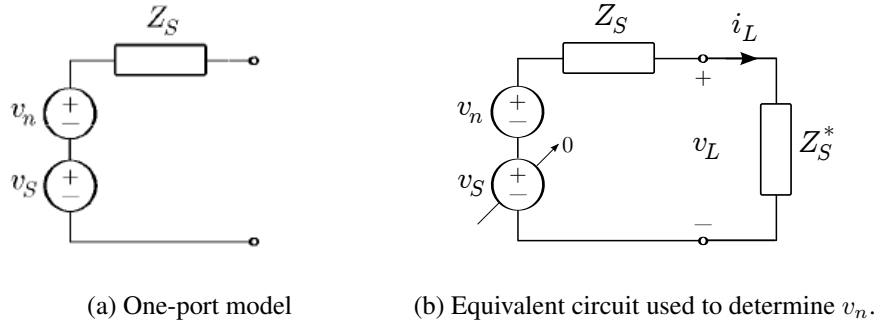 Z_S
v_n
+
−
v_S
+
−
(a) One-port model
Z_S
i_L
+
v_n
+
−
0
v_S
+
−
v_L
Z_S^*
−
(b) Equivalent circuit used to determine v_n.